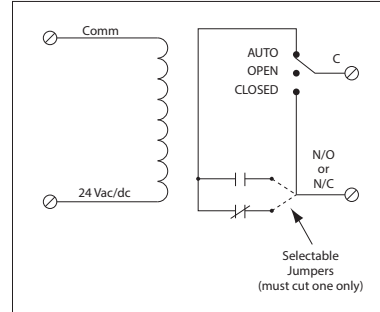 Comm
AUTO
OPEN
CLOSED
C
24 Vac/dc
N/O
or
N/C
Selectable
Jumpers
(must cut one only)